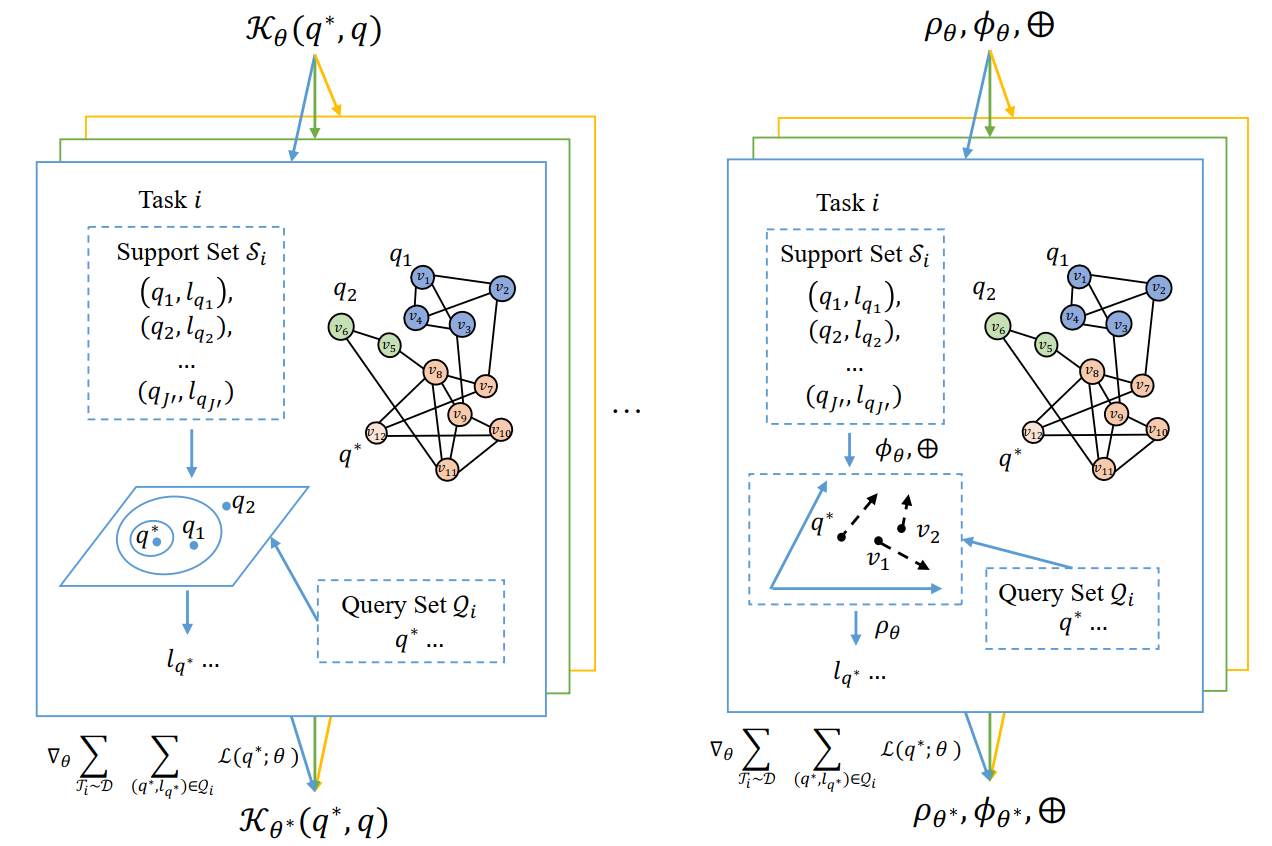 𝒦_θ(q*, q)
Task i
Support Set 𝒮_i
(q_1, l_{q_1}),
(q_2, l_{q_2}),
...
(q_{J'}, l_{q_{J'}})
q_1
q_2
q*
v_1
v_2
v_4
v_3
v_6
v_5
v_8
v_7
v_9
v_12
v_10
v_11
q_2
q* q_1
Query Set 𝒬_i
q* ...
l_{q*} ...
∇_θ ∑_{𝒯_i∼𝒟} ∑_{(q*,l_{q*})∈𝒬_i} ℒ(q*; θ)
𝒦_{θ*}(q*, q)
...
ρ_θ, ϕ_θ, ⊕
Task i
Support Set 𝒮_i
(q_1, l_{q_1}),
(q_2, l_{q_2}),
...
(q_{J'}, l_{q_{J'}})
q_1
q_2
q*
v_1
v_2
v_4
v_3
v_6
v_5
v_8
v_7
v_9
v_12
v_10
v_11
ϕ_θ, ⊕
q*
v_2
v_1
Query Set 𝒬_i
q* ...
ρ_θ
l_{q*} ...
∇_θ ∑_{𝒯_i∼𝒟} ∑_{(q*,l_{q*})∈𝒬_i} ℒ(q*; θ)
ρ_{θ*}, ϕ_{θ*}, ⊕